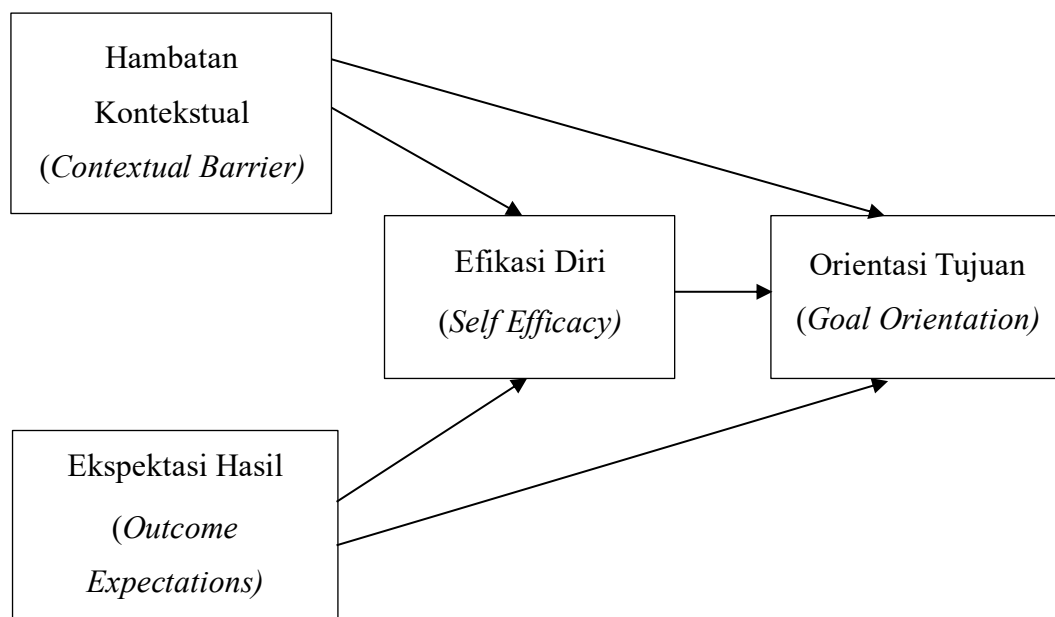 Hambatan
Kontekstual
(Contextual Barrier)
Efikasi Diri
(Self Efficacy)
Orientasi Tujuan
(Goal Orientation)
Ekspektasi Hasil
(Outcome
Expectations)